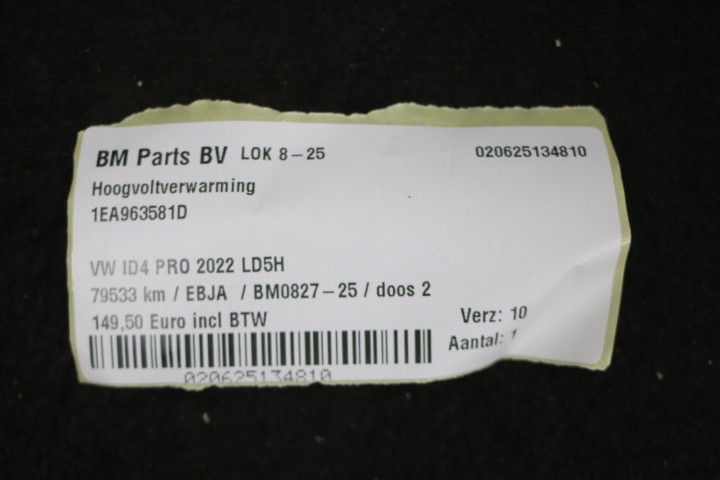 BM Parts BV LOK 8-25 020625134810
Hoogvoltverwarming
1EA963581D
VW ID4 PRO 2022 LD5H
79533 km / EBJA / BM0827-25 / doos 2
149,50 Euro incl BTW Verz: 10
Aantal: 1
020625134810